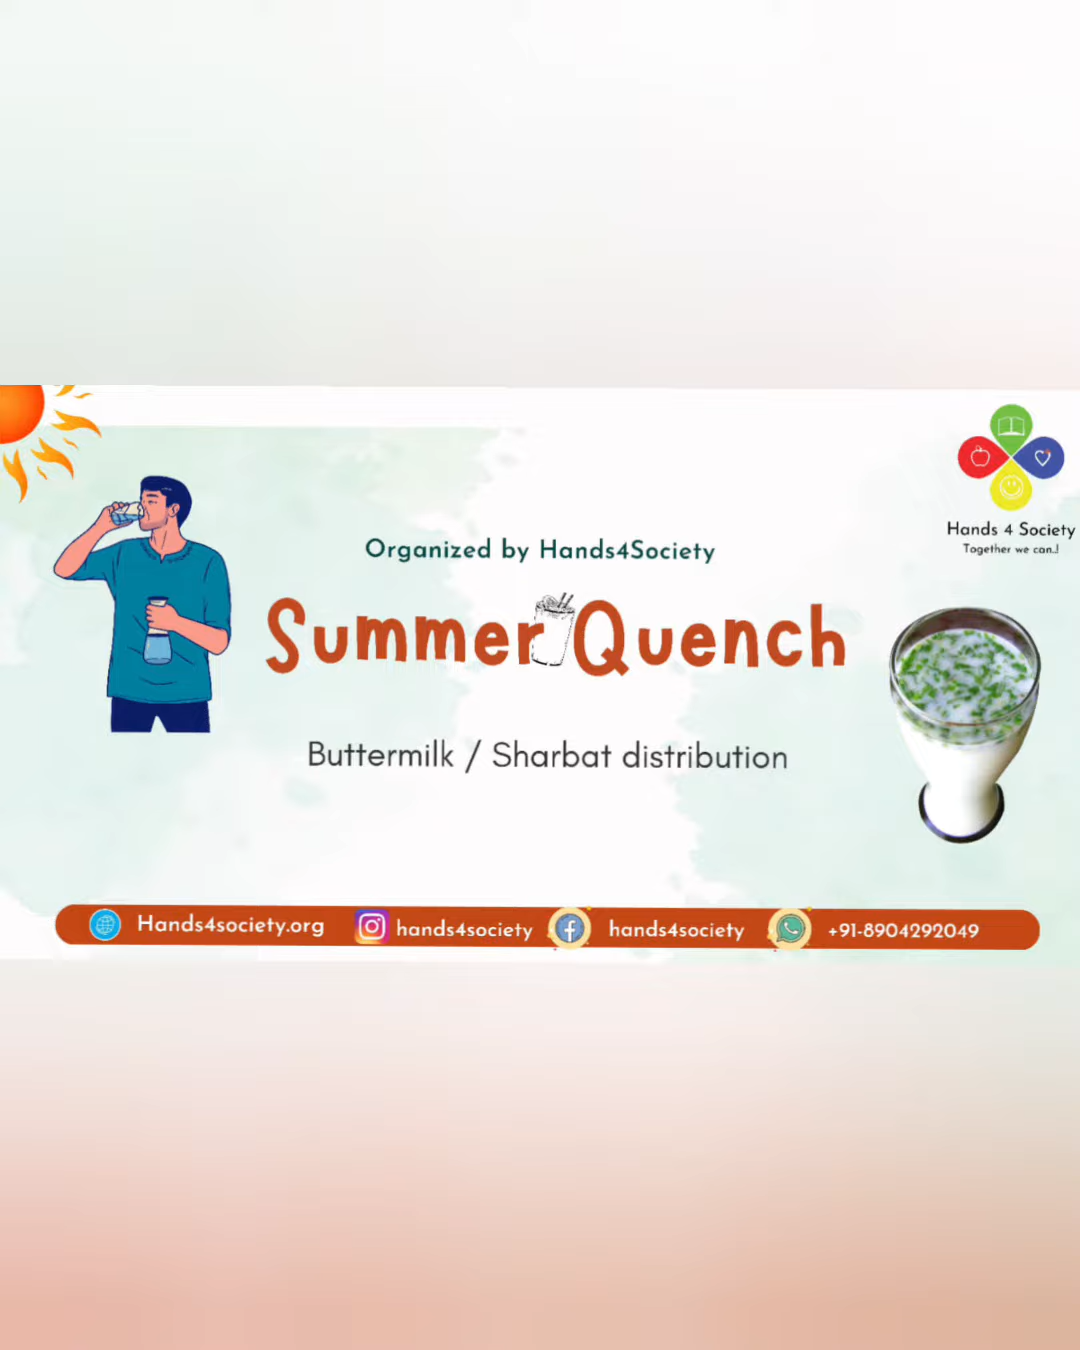 Hands 4 Society
Together we can..!
Organized by Hands4Society
Summer Quench
Buttermilk / Sharbat distribution
Hands4society.org
hands4society
hands4society
+91-8904292049